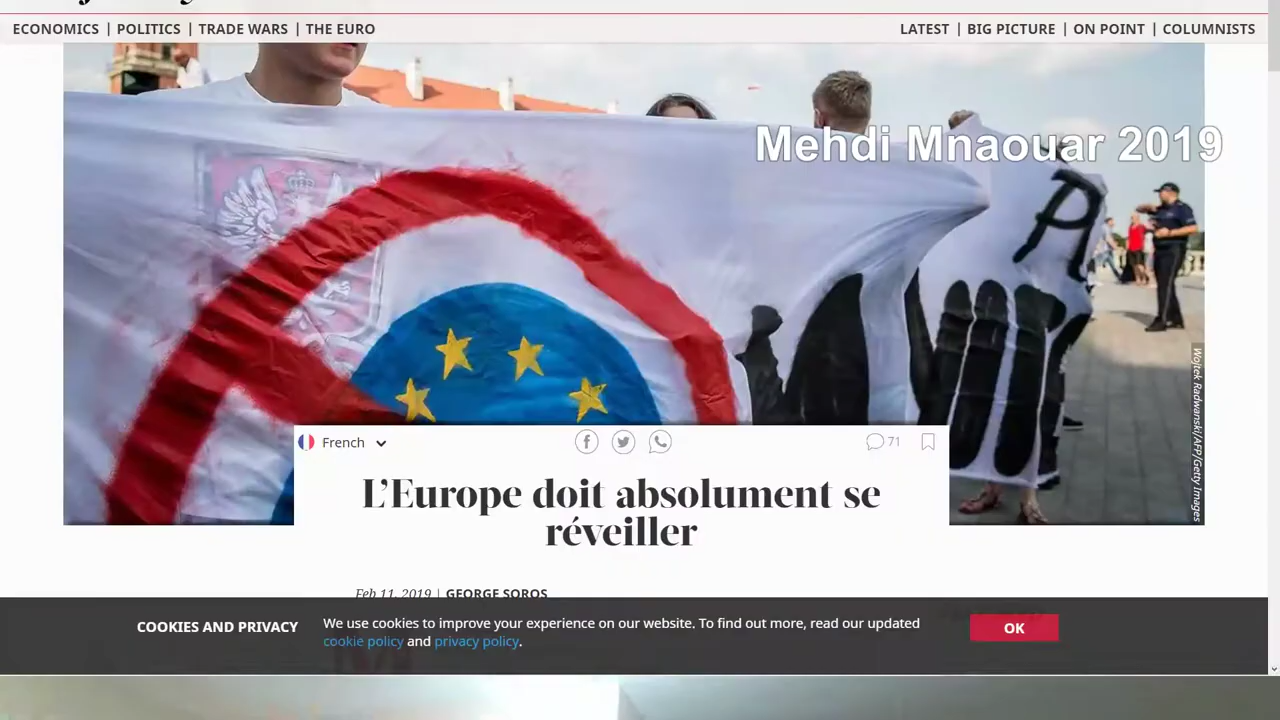 ECONOMICS | POLITICS | TRADE WARS | THE EURO
LATEST | BIG PICTURE | ON POINT | COLUMNISTS
Mehdi Mnaouar 2019
Wojtek Radwanski/AFP/Getty Images
French
71
L’Europe doit absolument se
réveiller
Feb 11, 2019 | GEORGE SOROS
COOKIES AND PRIVACY
We use cookies to improve your experience on our website. To find out more, read our updated
cookie policy and privacy policy.
OK